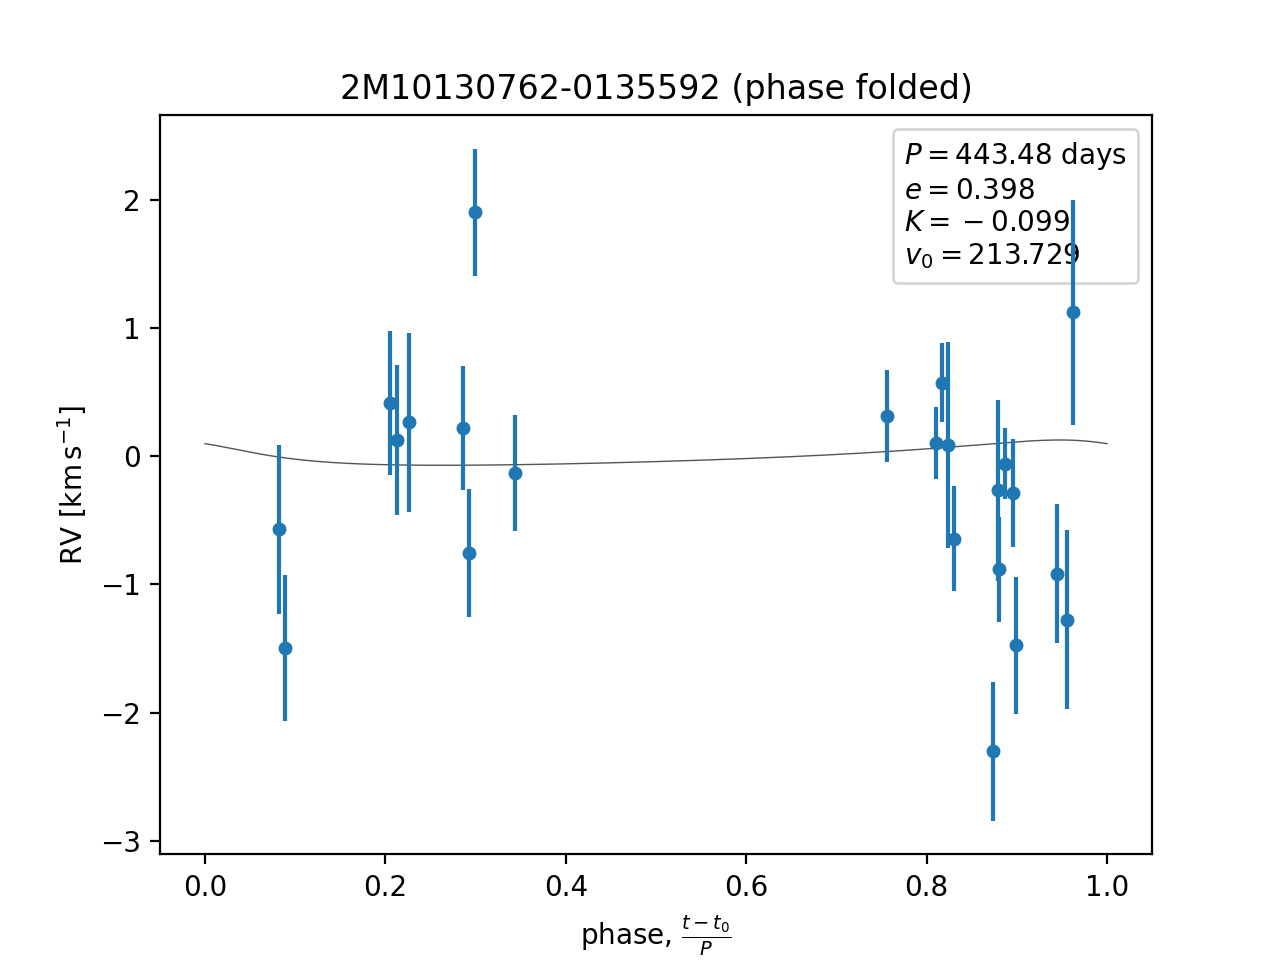 2M10130762-0135592 (phase folded)
P = 443.48 days
e = 0.398
K = −0.099
v₀ = 213.729
RV [km s⁻¹]
2
1
0
−1
−2
−3
0.0 0.2 0.4 0.6 0.8 1.0
phase, (t − t₀)/P